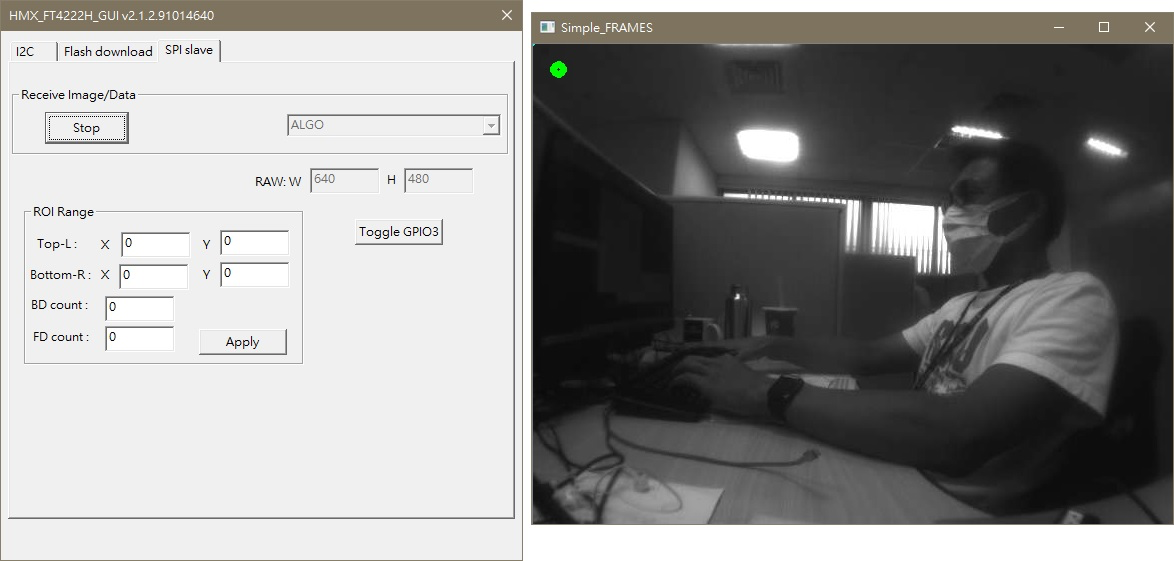 HMX_FT4222H_GUI v2.1.2.91014640
I2C Flash download SPI slave
Receive Image/Data
Stop ALGO
RAW: W 640 H 480
ROI Range
Top-L : X 0 Y 0
Toggle GPIO3
Bottom-R : X 0 Y 0
BD count : 0
FD count : 0
Apply
Simple_FRAMES